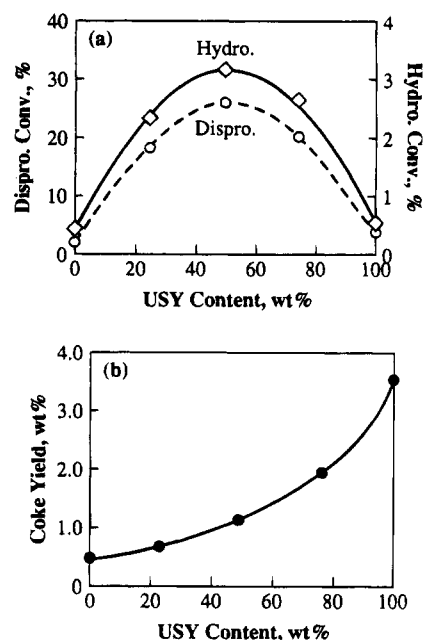 (a)
Hydro.
Dispro.
Dispro. Conv., %
40
30
20
10
0
Hydro. Conv., %
4
3
2
1
0
0 20 40 60 80 100
USY Content, wt%
(b)
Coke Yield, wt%
4.0
3.0
2.0
1.0
0
0 20 40 60 80 100
USY Content, wt%